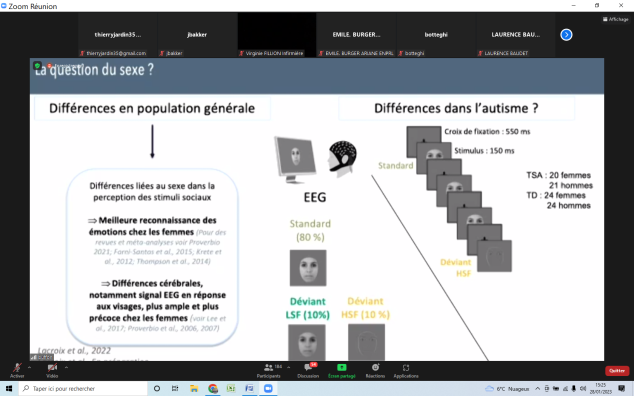 Zoom Réunion
Affichage
thierryjardin35...
jbakker
EMILE. BURGER...
botteghi
LAURENCE BAU...
thierryjardin35@gmail.com
jbakker
Virginie FILLION Infirmière
EMILIE. BURGER ARIANE ENPRL
botteghi
LAURENCE BAUDET
La question du sexe ?
Différences en population générale
Différences dans l'autisme ?
Croix de fixation : 550 ms
Stimulus : 150 ms
Standard
TSA : 20 femmes
21 hommes
TD : 24 femmes
24 hommes
Déviant
HSF
Différences liées au sexe dans la
perception des stimuli sociaux
⇒ Meilleure reconnaissance des
émotions chez les femmes (Pour des
revues et méta-analyses voir Proverbio
2021, Forni-Santos et al., 2015; Krete et
al., 2012; Thompson et al., 2014)
⇒ Différences cérébrales,
notamment signal EEG en réponse
aux visages, plus ample et plus
précoce chez les femmes (voir Lee et
al., 2017; Proverbio et al., 2006, 2007)
EEG
Standard
(80 %)
Déviant
LSF (10%)
Déviant
HSF (10 %)
Lacroix et al., 2022
Activer
Vidéo
Participants
184
Discussion
Ecran partagé
Réactions
Applications
Quitter
Taper ici pour rechercher
6°C Nuageux
15:25
28/01/2023